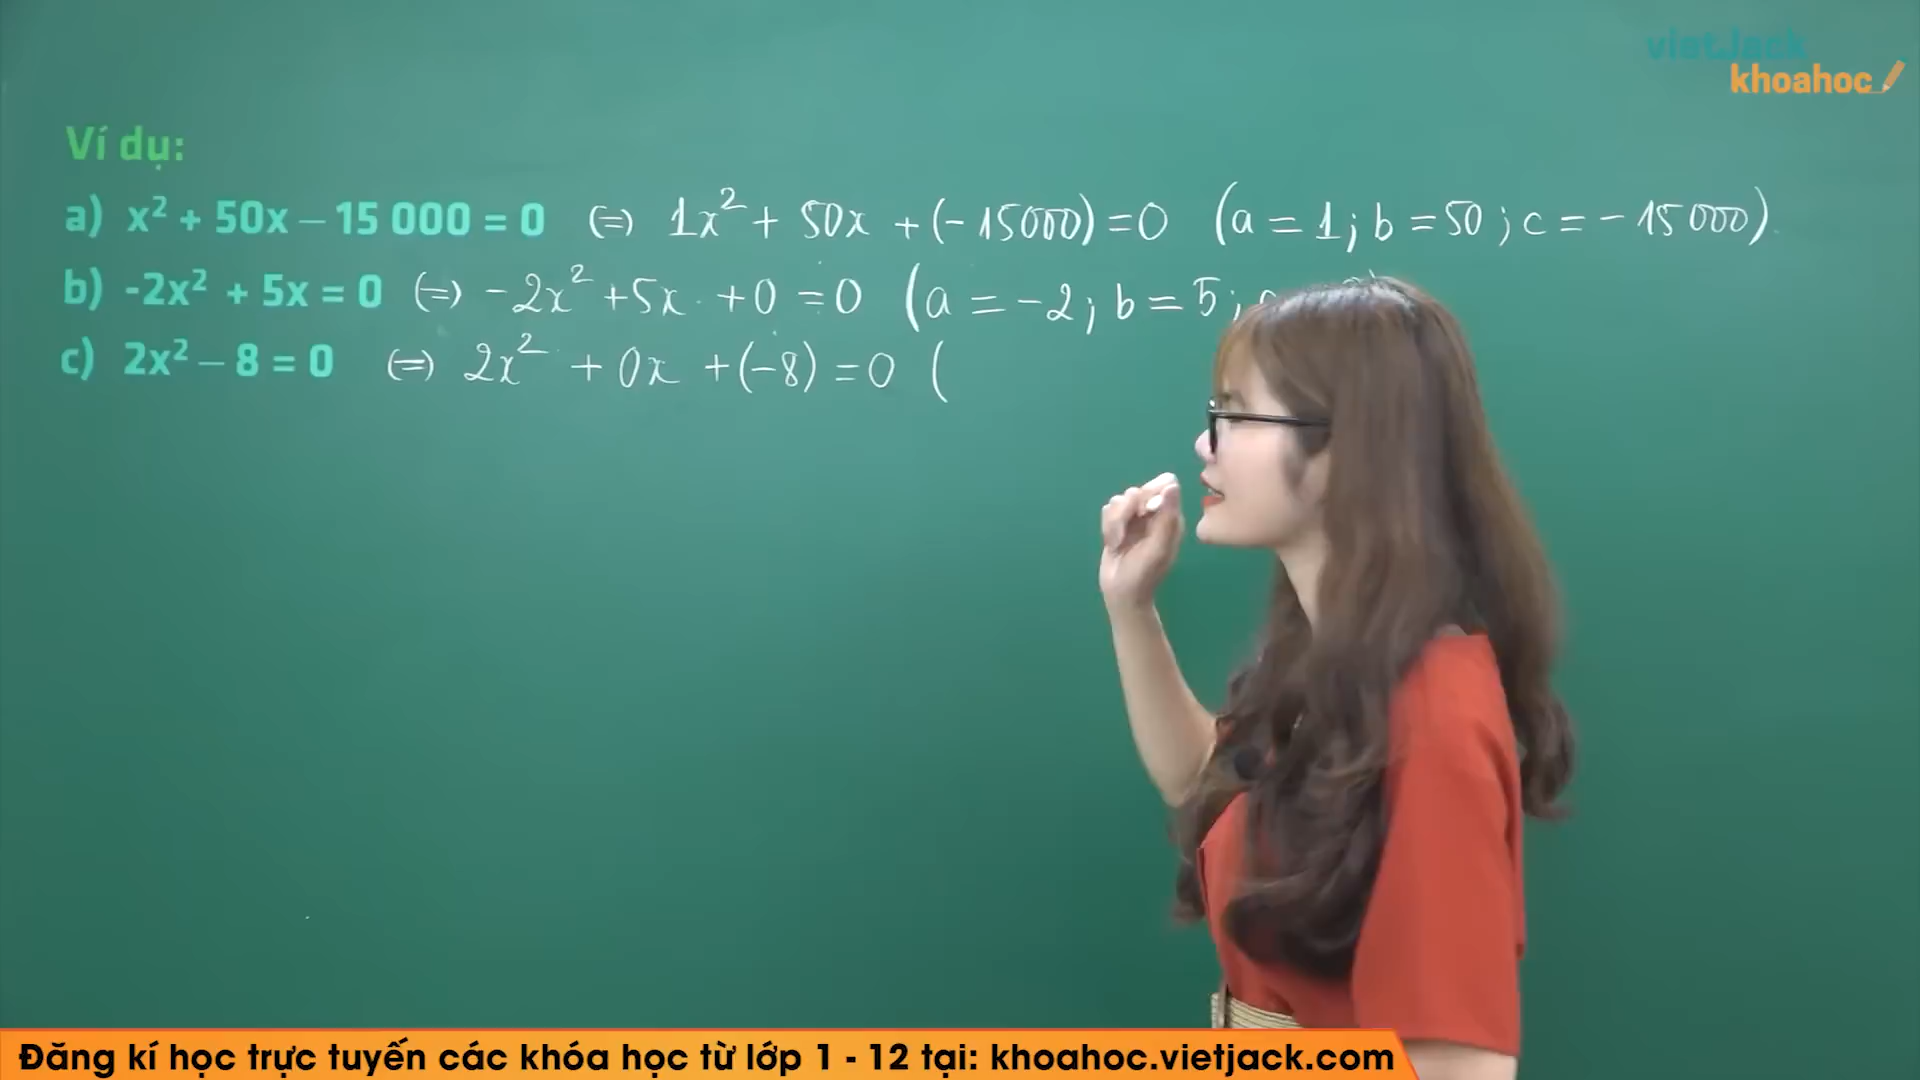 vietJack
khoahoc
Ví dụ:
a) x² + 50x – 15 000 = 0 (=) 1x² + 50x + (-15000) = 0 (a = 1; b = 50; c = -15000)
b) -2x² + 5x = 0 (=) -2x² + 5x + 0 = 0 (a = -2; b = 5;
c) 2x² – 8 = 0 (=) 2x² + 0x + (-8) = 0 (
Đăng kí học trực tuyến các khóa học từ lớp 1 - 12 tại: khoahoc.vietjack.com